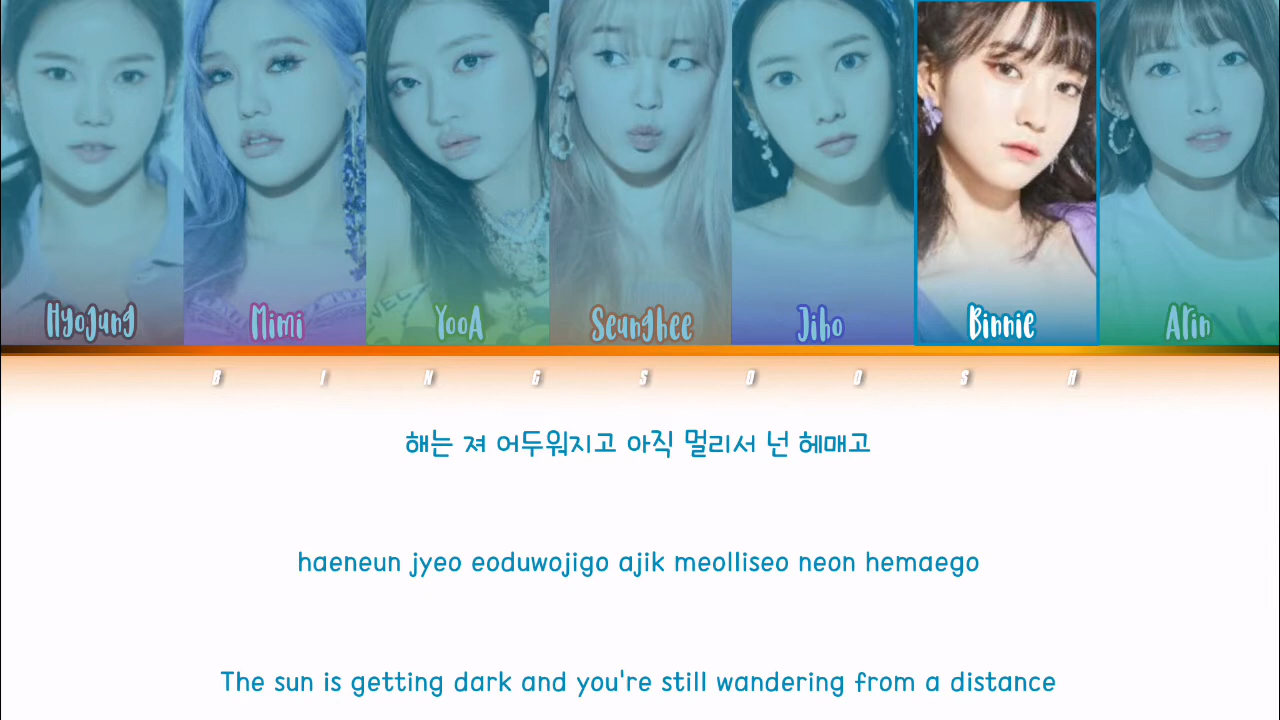 HyoJung Mimi YooA Seunghee Jiho Binnie Arin
B I N G S O O S H
해는 져 어두워지고 아직 멀리서 넌 헤매고
haeneun jyeo eoduwojigo ajik meolliseo neon hemaego
The sun is getting dark and you're still wandering from a distance